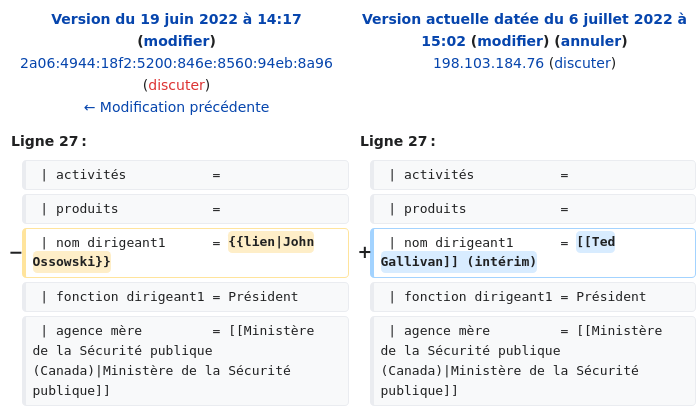 Version du 19 juin 2022 à 14:17
(modifier)
2a06:4944:18f2:5200:846e:8560:94eb:8a96
(discuter)
← Modification précédente
Version actuelle datée du 6 juillet 2022 à
15:02 (modifier) (annuler)
198.103.184.76 (discuter)
Ligne 27 :
Ligne 27 :
| activités           =
| activités           =
| produits            =
| produits            =
− | nom dirigeant1      = {{lien|John
Ossowski}}
+ | nom dirigeant1      = [[Ted
Gallivan]] (intérim)
| fonction dirigeant1 = Président
| fonction dirigeant1 = Président
| agence mère         = [[Ministère
de la Sécurité publique
(Canada)|Ministère de la Sécurité
publique]]
| agence mère         = [[Ministère
de la Sécurité publique
(Canada)|Ministère de la Sécurité
publique]]